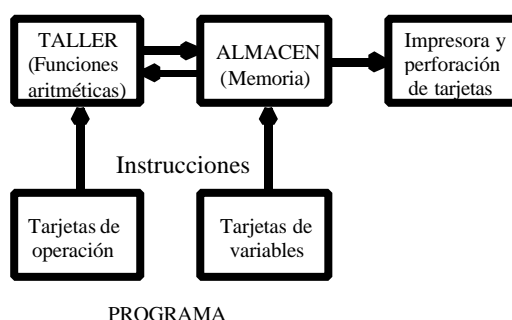 TALLER
(Funciones
aritméticas)
ALMACEN
(Memoria)
Impresora y
perforación
de tarjetas
Instrucciones
Tarjetas de
operación
Tarjetas de
variables
PROGRAMA